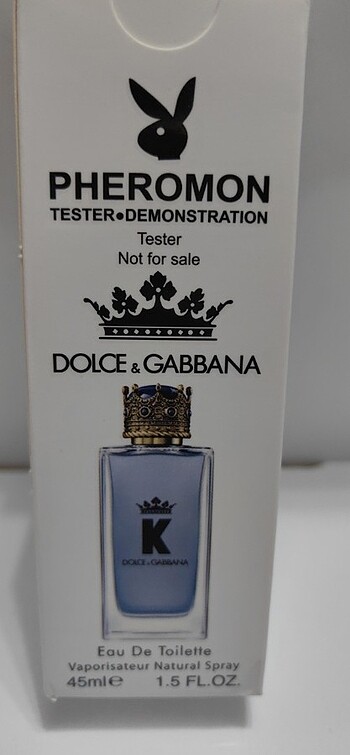 PHEROMON
TESTER•DEMONSTRATION
Tester
Not for sale
DOLCE & GABBANA
K
DOLCE & GABBANA
Eau De Toilette
Vaporisateur Natural Spray
45ml℮ 1.5 FL.OZ.